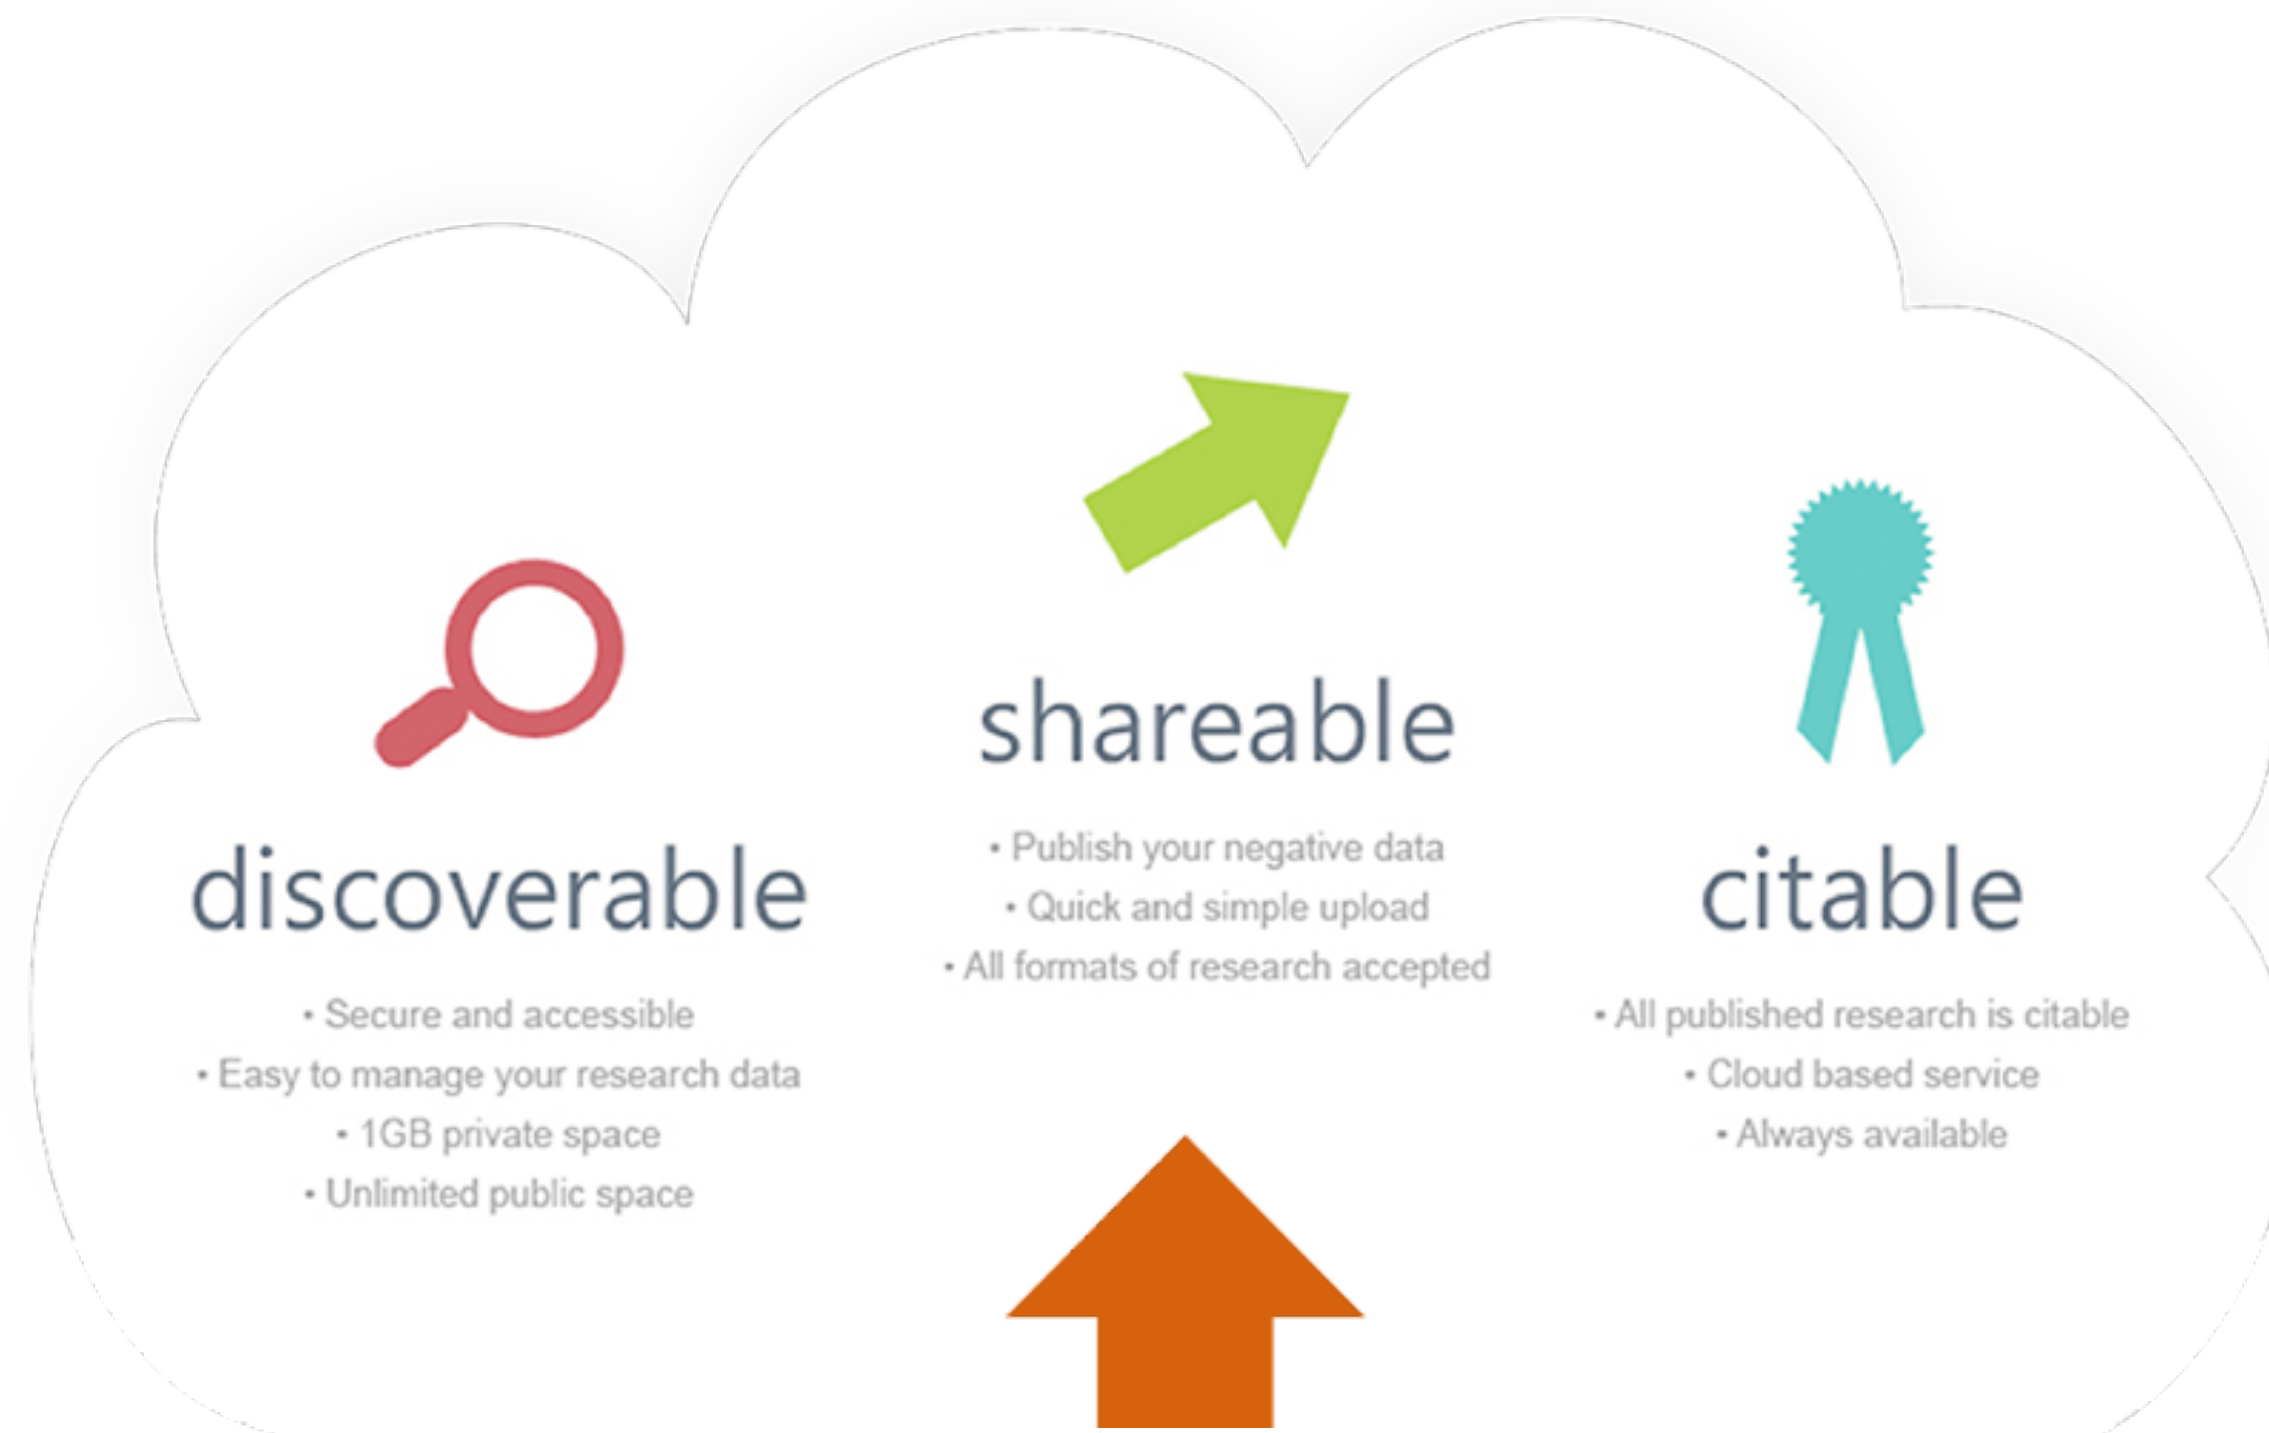 discoverable
• Secure and accessible
• Easy to manage your research data
• 1GB private space
• Unlimited public space
shareable
• Publish your negative data
• Quick and simple upload
• All formats of research accepted
citable
• All published research is citable
• Cloud based service
• Always available